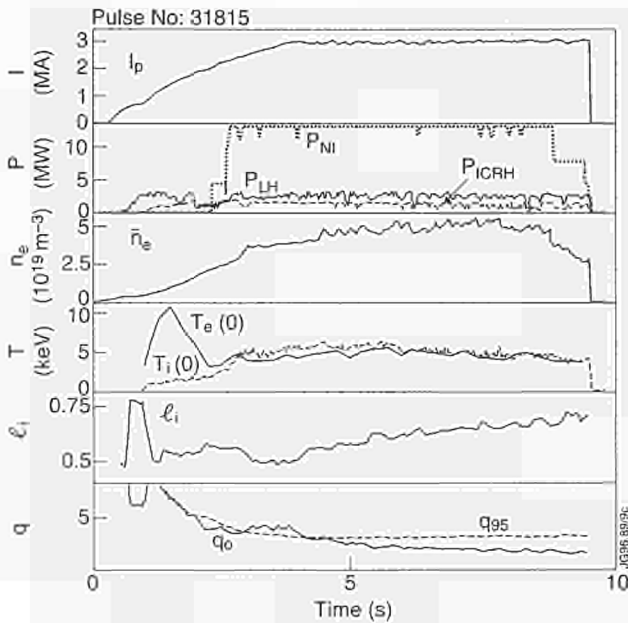 Pulse No: 31815
I (MA)
3
2
1
0
Ip
P (MW)
10
5
0
PNI
PLH
PICRH
ne (10¹⁹m⁻³)
5
2.5
0
n̄e
T (keV)
10
5
0
Te (0)
Ti (0)
ℓi
0.75
0.5
ℓi
q
5
q0
q95
0
5
10
Time (s)
JG96.89/9c